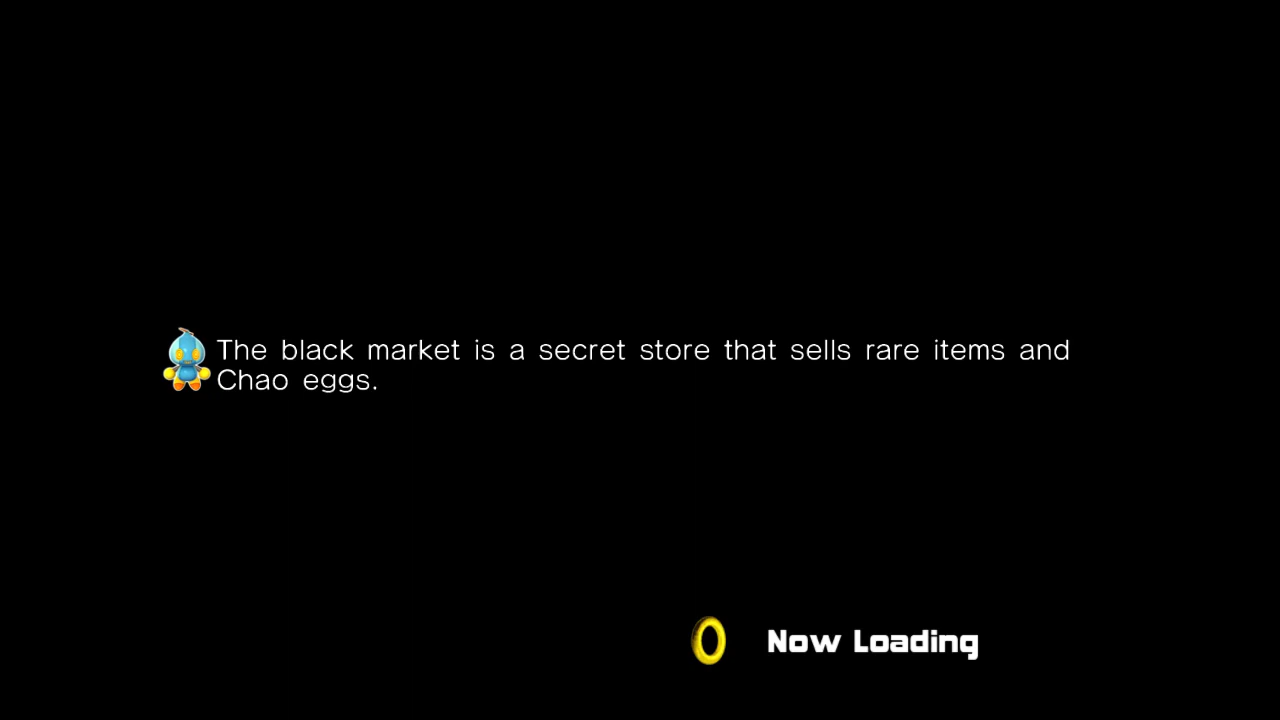 The black market is a secret store that sells rare items and
Chao eggs.
Now Loading